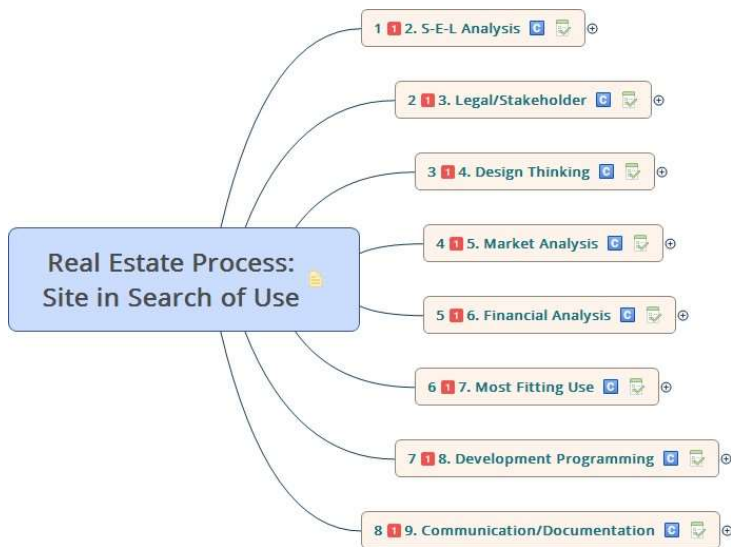 1 1 2. S-E-L Analysis C
2 1 3. Legal/Stakeholder C
3 1 4. Design Thinking C
Real Estate Process:
Site in Search of Use
4 1 5. Market Analysis C
5 1 6. Financial Analysis C
6 1 7. Most Fitting Use C
7 1 8. Development Programming C
8 1 9. Communication/Documentation C